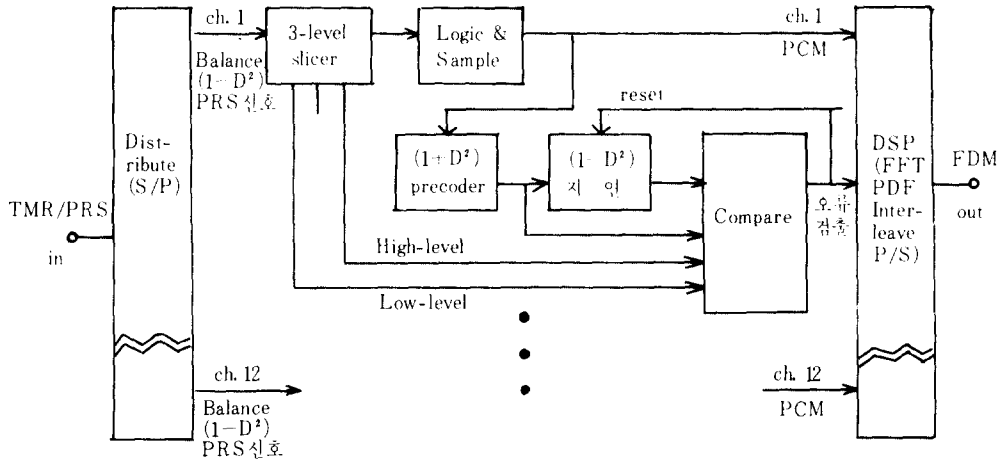 TMR/PRS
in
Dist-
ribute
(S/P)
ch. 1
Balance
(1-D²)
PRS신호
3-level
slicer
Logic &
Sample
ch. 1
PCM
reset
(1+D²)
precoder
(1-D²)
지 연
Compare
오류
검출
High-level
Low-level
DSP
(FFT
PDF
Inter-
leave
P/S)
FDM
out
ch. 12
Balance
(1-D²)
PRS신호
ch. 12
PCM